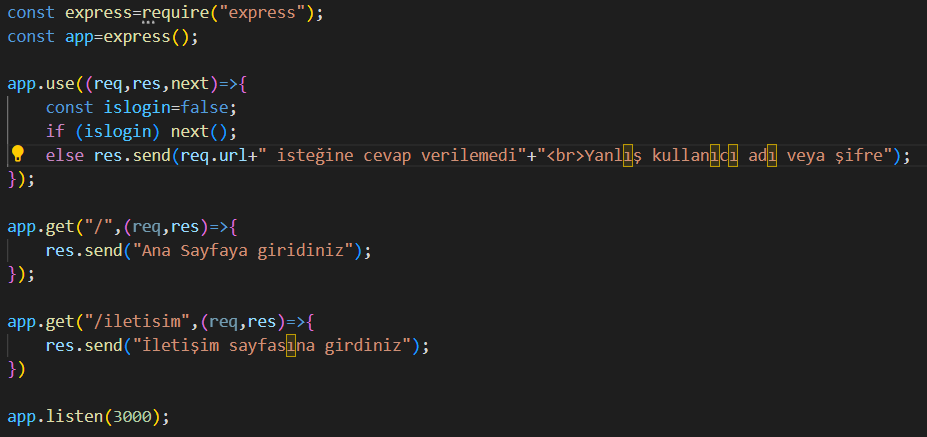 const express=require("express");
const app=express();
app.use((req,res,next)=>{
const islogin=false;
if (islogin) next();
else res.send(req.url+" isteğine cevap verilemedi"+"<br>Yanlış kullanıcı adı veya şifre");
});
app.get("/",(req,res)=>{
res.send("Ana Sayfaya giridiniz");
});
app.get("/iletisim",(req,res)=>{
res.send("İletişim sayfasına girdiniz");
})
app.listen(3000);